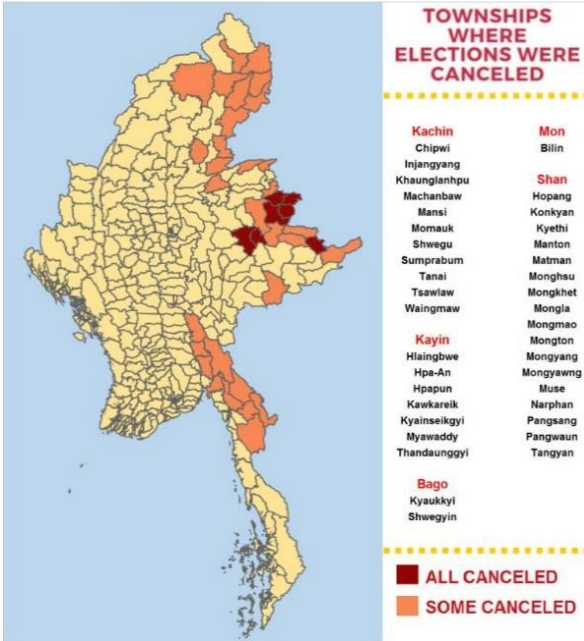 TOWNSHIPS
WHERE
ELECTIONS WERE
CANCELED
Kachin
Chipwi
Injangyang
Khaunglanhpu
Machanbaw
Mansi
Momauk
Shwegu
Sumprabum
Tanai
Tsawlaw
Waingmaw
Kayin
Hlaingbwe
Hpa-An
Hpapun
Kawkareik
Kyainseikgyi
Myawaddy
Thandaunggyi
Bago
Kyaukkyi
Shwegyin
Mon
Bilin
Shan
Hopang
Konkyan
Kyethi
Manton
Matman
Monghsu
Mongkhet
Mongla
Mongmao
Mongton
Mongyang
Mongyawng
Muse
Narphan
Pangsang
Pangwaun
Tangyan
ALL CANCELED
SOME CANCELED